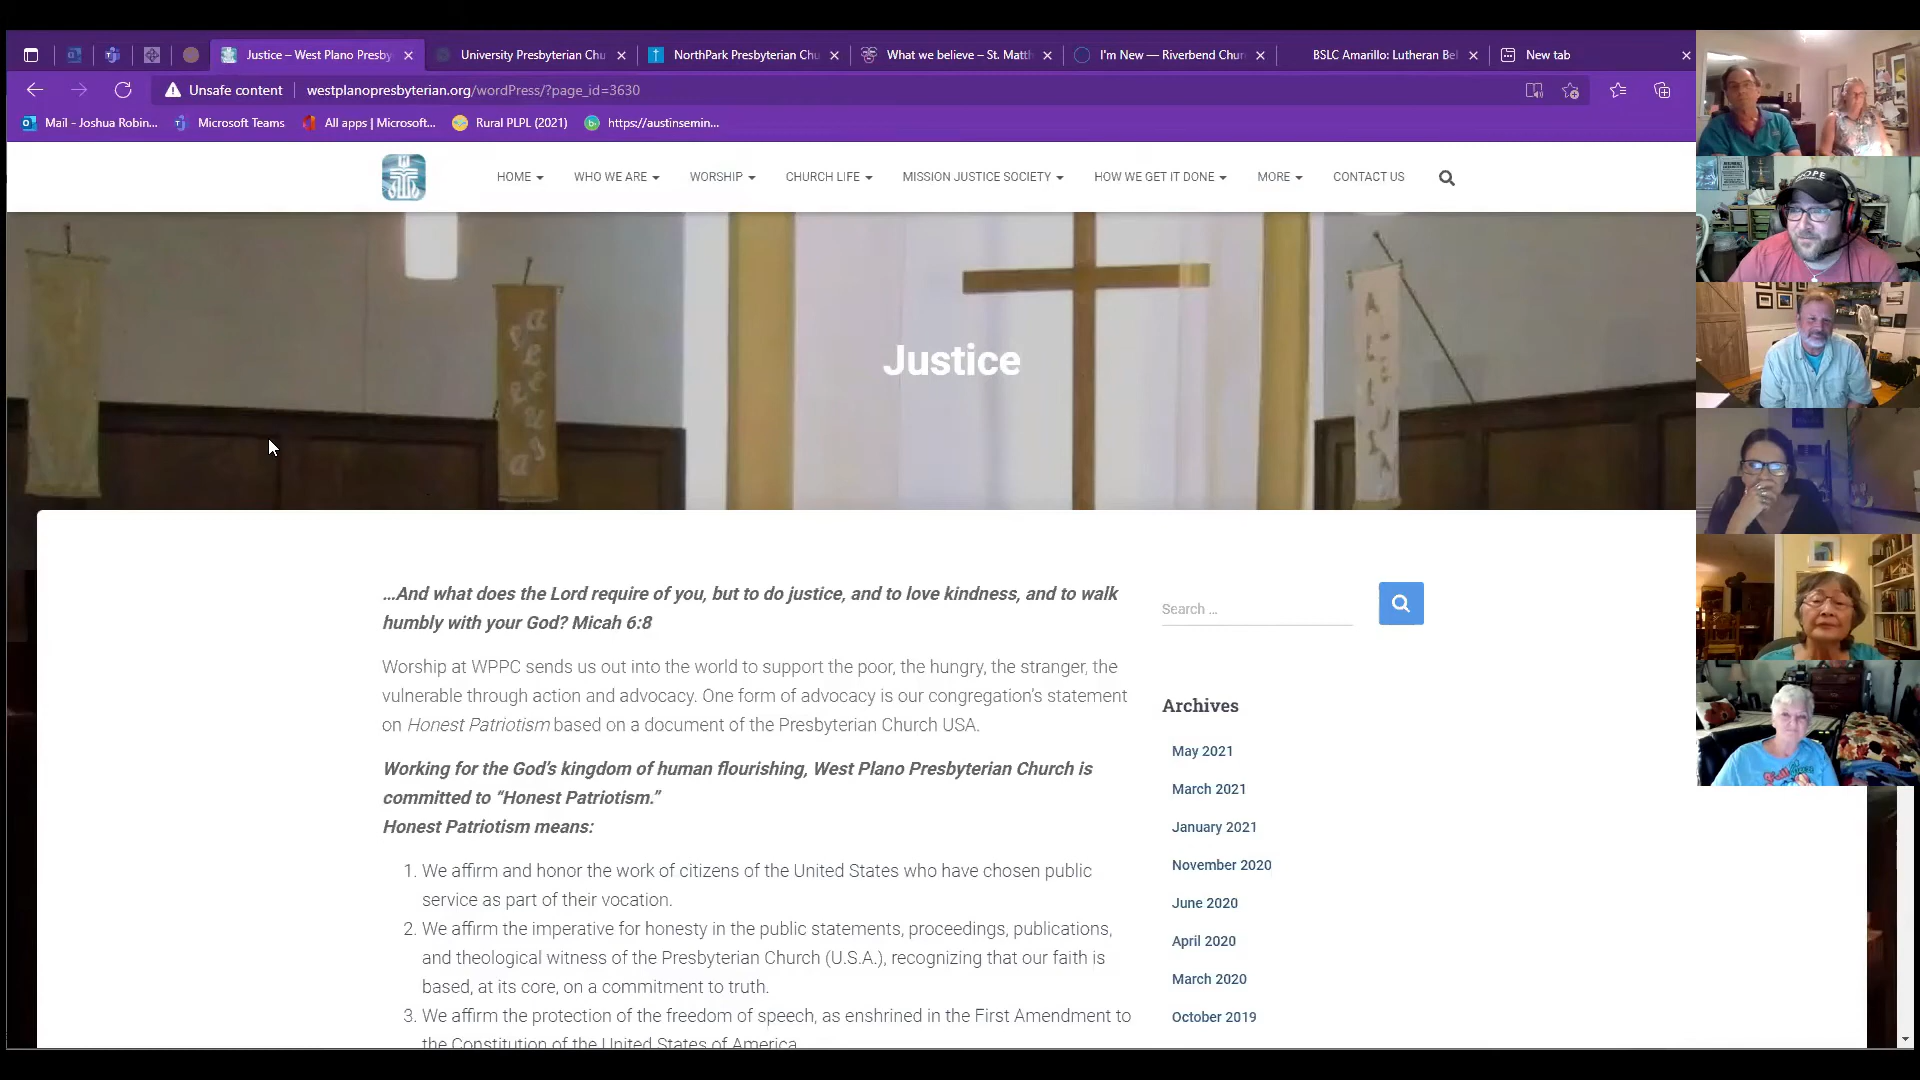 Justice – West Plano Presby
University Presbyterian Chu
NorthPark Presbyterian Chu
What we believe – St. Matth
I'm New — Riverbend Chur
BSLC Amarillo: Lutheran Bel
New tab
Unsafe content
westplanopresbyterian.org/wordPress/?page_id=3630
Mail - Joshua Robin...
Microsoft Teams
All apps | Microsoft...
Rural PLPL (2021)
https://austinsemin...
HOME
WHO WE ARE
WORSHIP
CHURCH LIFE
MISSION JUSTICE SOCIETY
HOW WE GET IT DONE
MORE
CONTACT US
Justice
…And what does the Lord require of you, but to do justice, and to love kindness, and to walk
humbly with your God? Micah 6:8
Worship at WPPC sends us out into the world to support the poor, the hungry, the stranger, the
vulnerable through action and advocacy. One form of advocacy is our congregation's statement
on Honest Patriotism based on a document of the Presbyterian Church USA.
Working for the God's kingdom of human flourishing, West Plano Presbyterian Church is
committed to “Honest Patriotism.”
Honest Patriotism means:
1. We affirm and honor the work of citizens of the United States who have chosen public
service as part of their vocation.
2. We affirm the imperative for honesty in the public statements, proceedings, publications,
and theological witness of the Presbyterian Church (U.S.A.), recognizing that our faith is
based, at its core, on a commitment to truth.
3. We affirm the protection of the freedom of speech, as enshrined in the First Amendment to
the Constitution of the United States of America
Search …
Archives
May 2021
March 2021
January 2021
November 2020
June 2020
April 2020
March 2020
October 2019